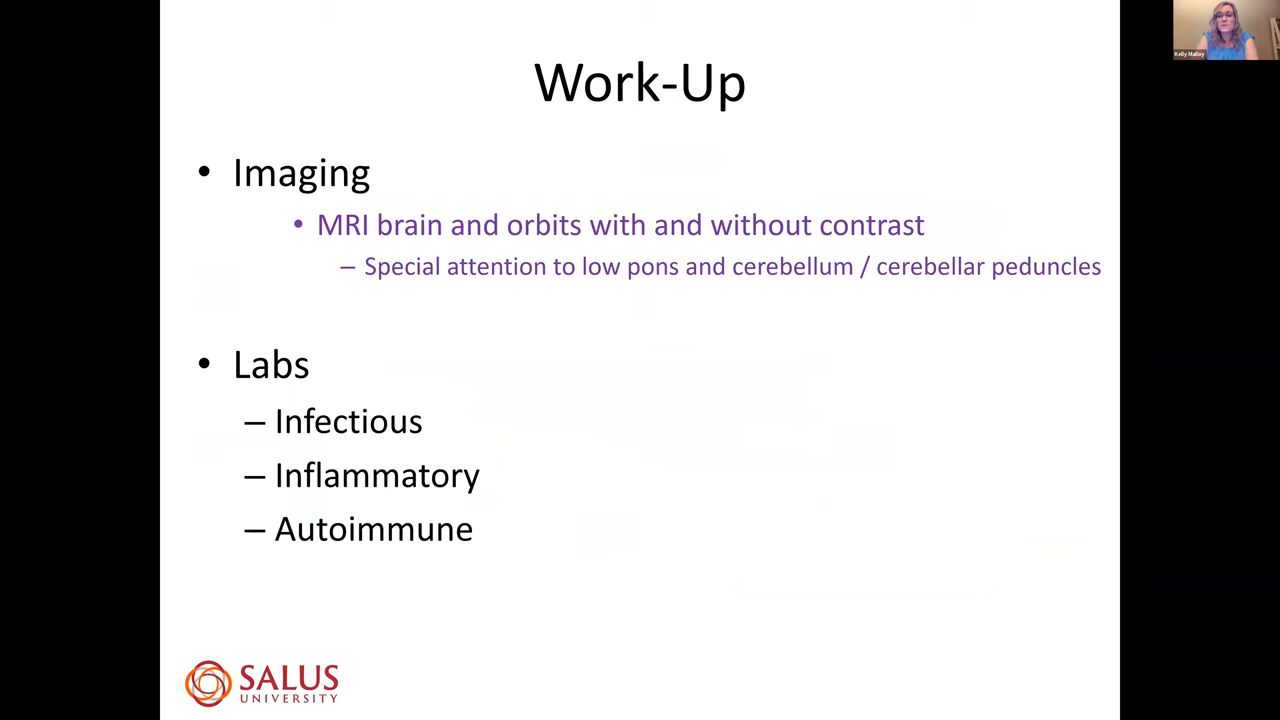 Work-Up
• Imaging
• MRI brain and orbits with and without contrast
– Special attention to low pons and cerebellum / cerebellar peduncles
• Labs
– Infectious
– Inflammatory
– Autoimmune
SALUS
UNIVERSITY
Kelly Malloy